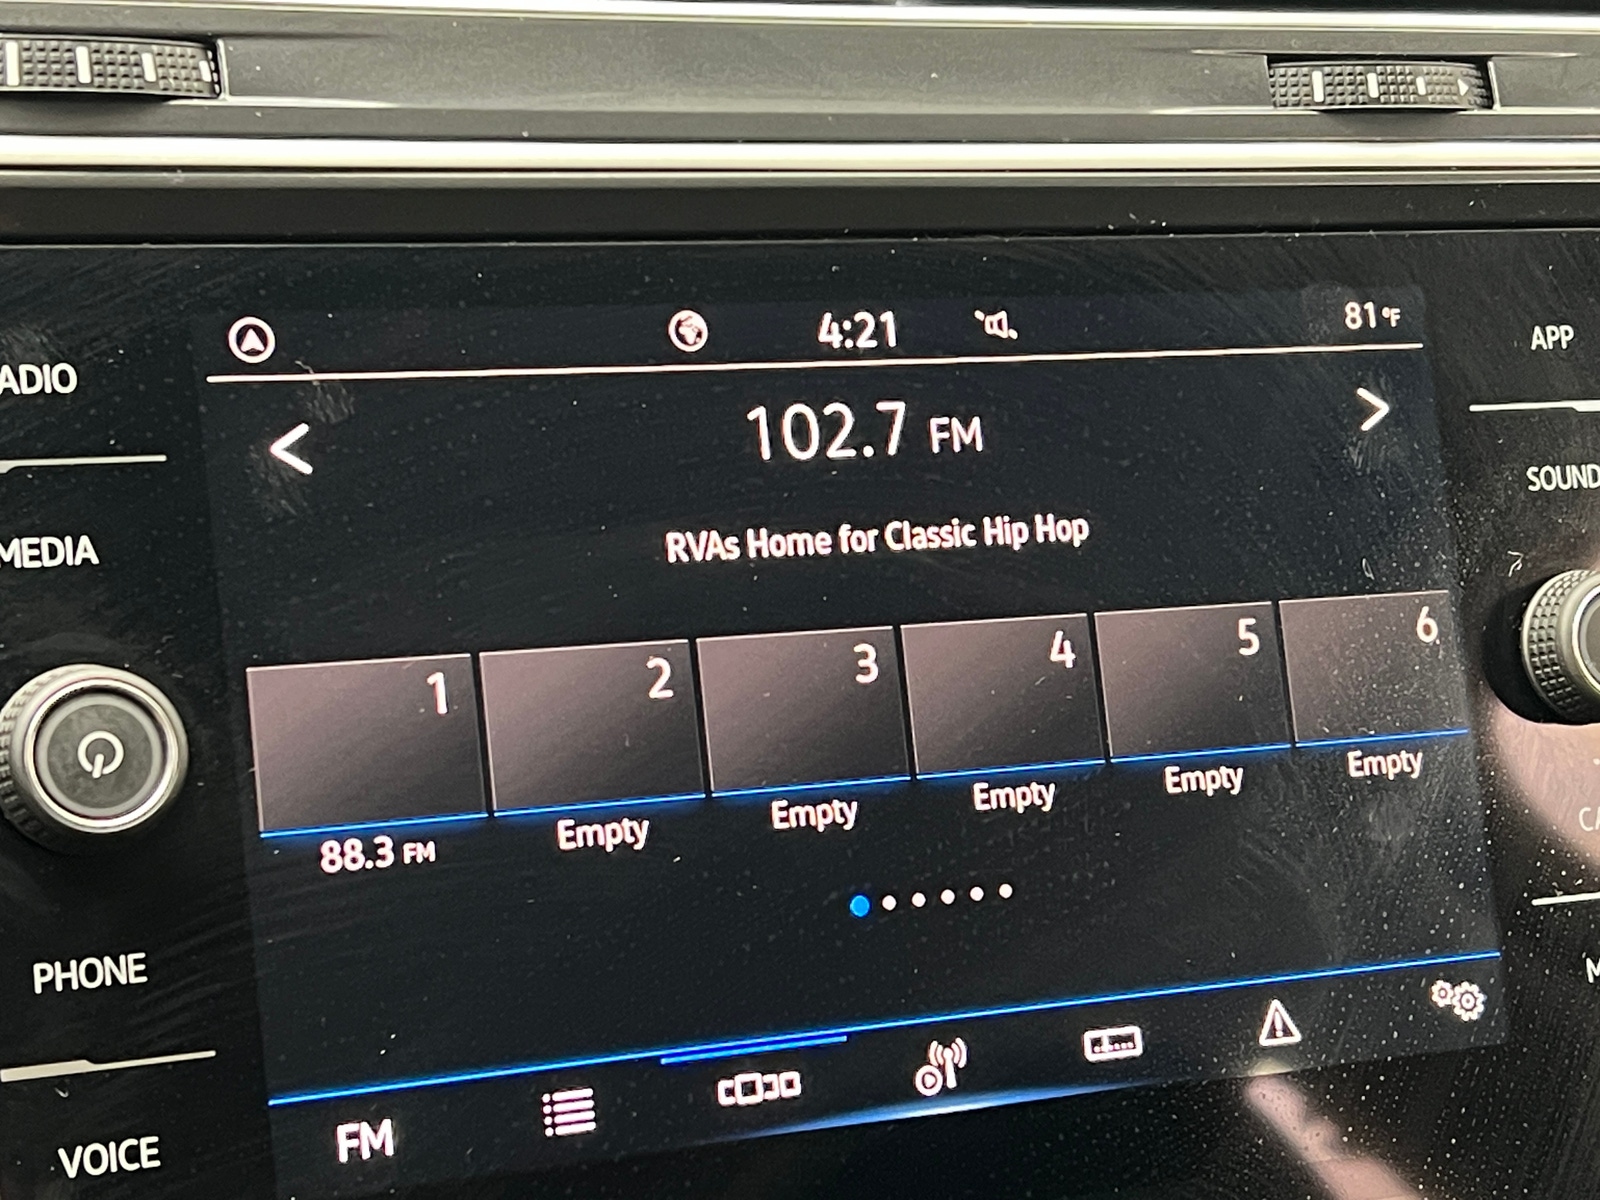 4:21
81°F
102.7 FM
RVAs Home for Classic Hip Hop
1
2
3
4
5
6
88.3 FM
Empty
Empty
Empty
Empty
Empty
FM
ADIO
MEDIA
PHONE
VOICE
APP
SOUND